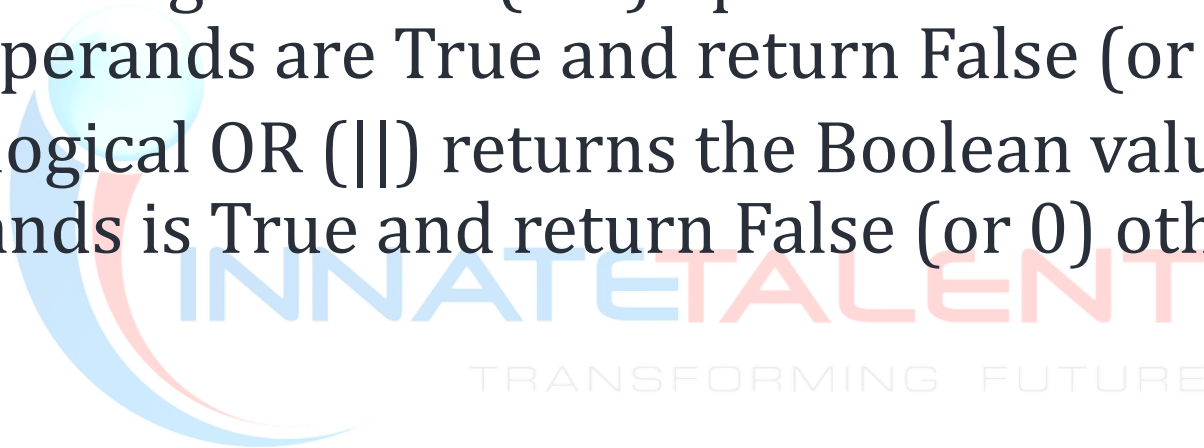 perands are True and return False (or
ogical OR (||) returns the Boolean valu
ands is True and return False (or 0) oth
INNATETALENT
TRANSFORMING FUTURE